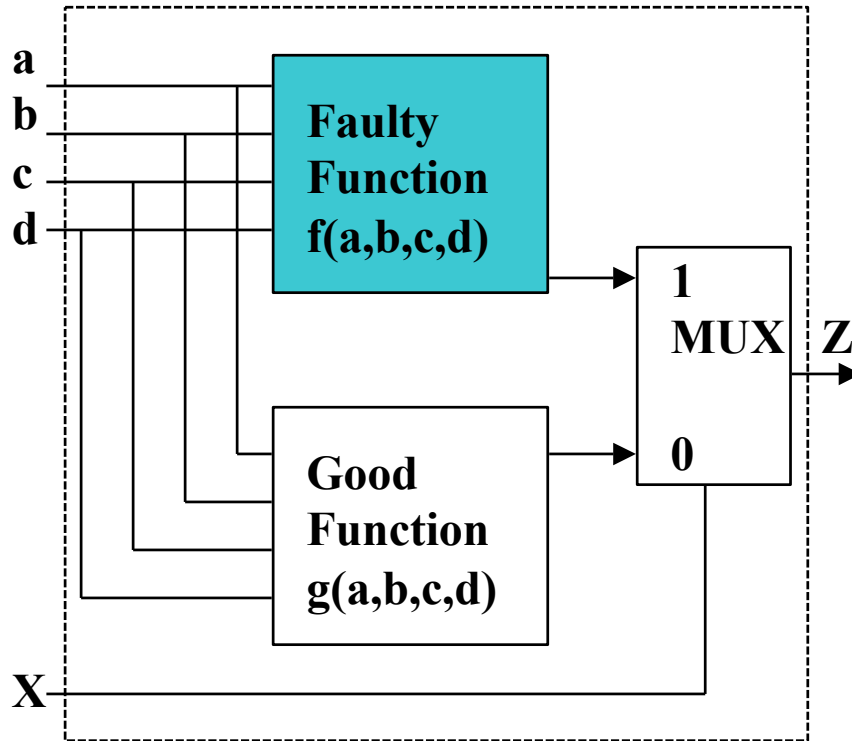 a
b
c
d
Faulty
Function
f(a,b,c,d)
1
MUX
0
Z
Good
Function
g(a,b,c,d)
X